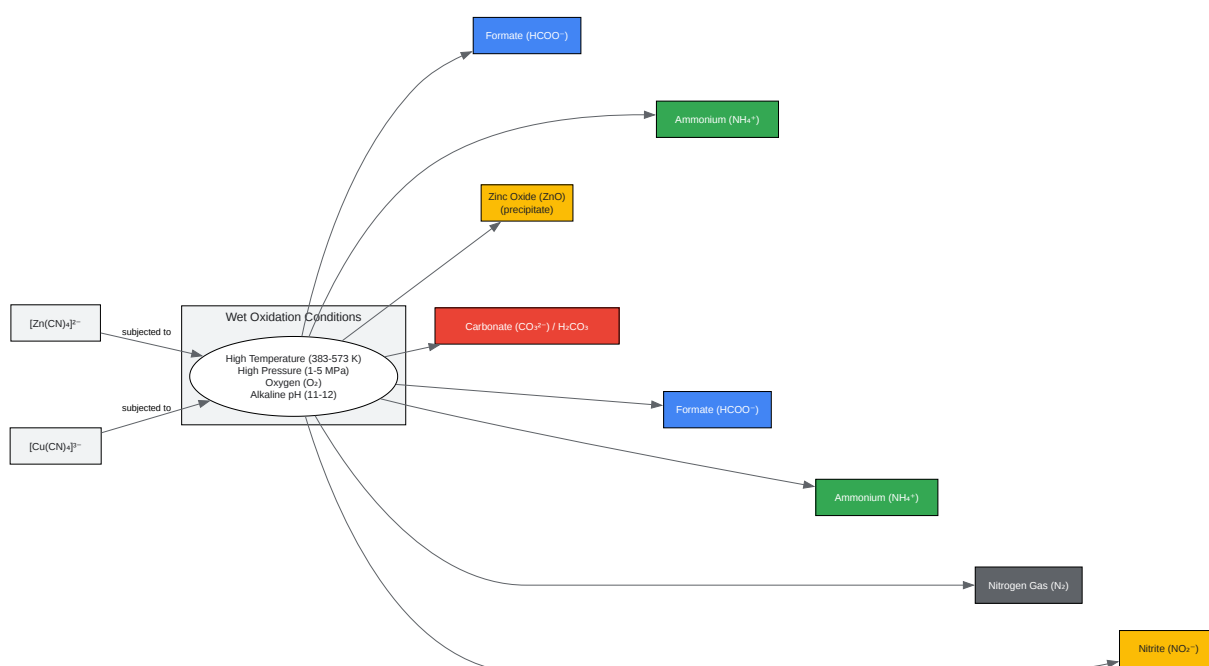 Formate (HCOO⁻)
Ammonium (NH₄⁺)
Zinc Oxide (ZnO)
(precipitate)
[Zn(CN)₄]²⁻
subjected to
Wet Oxidation Conditions
Carbonate (CO₃²⁻) / H₂CO₃
High Temperature (383-573 K)
High Pressure (1-5 MPa)
Oxygen (O₂)
Alkaline pH (11-12)
subjected to
[Cu(CN)₄]³⁻
Formate (HCOO⁻)
Ammonium (NH₄⁺)
Nitrogen Gas (N₂)
Nitrite (NO₂⁻)